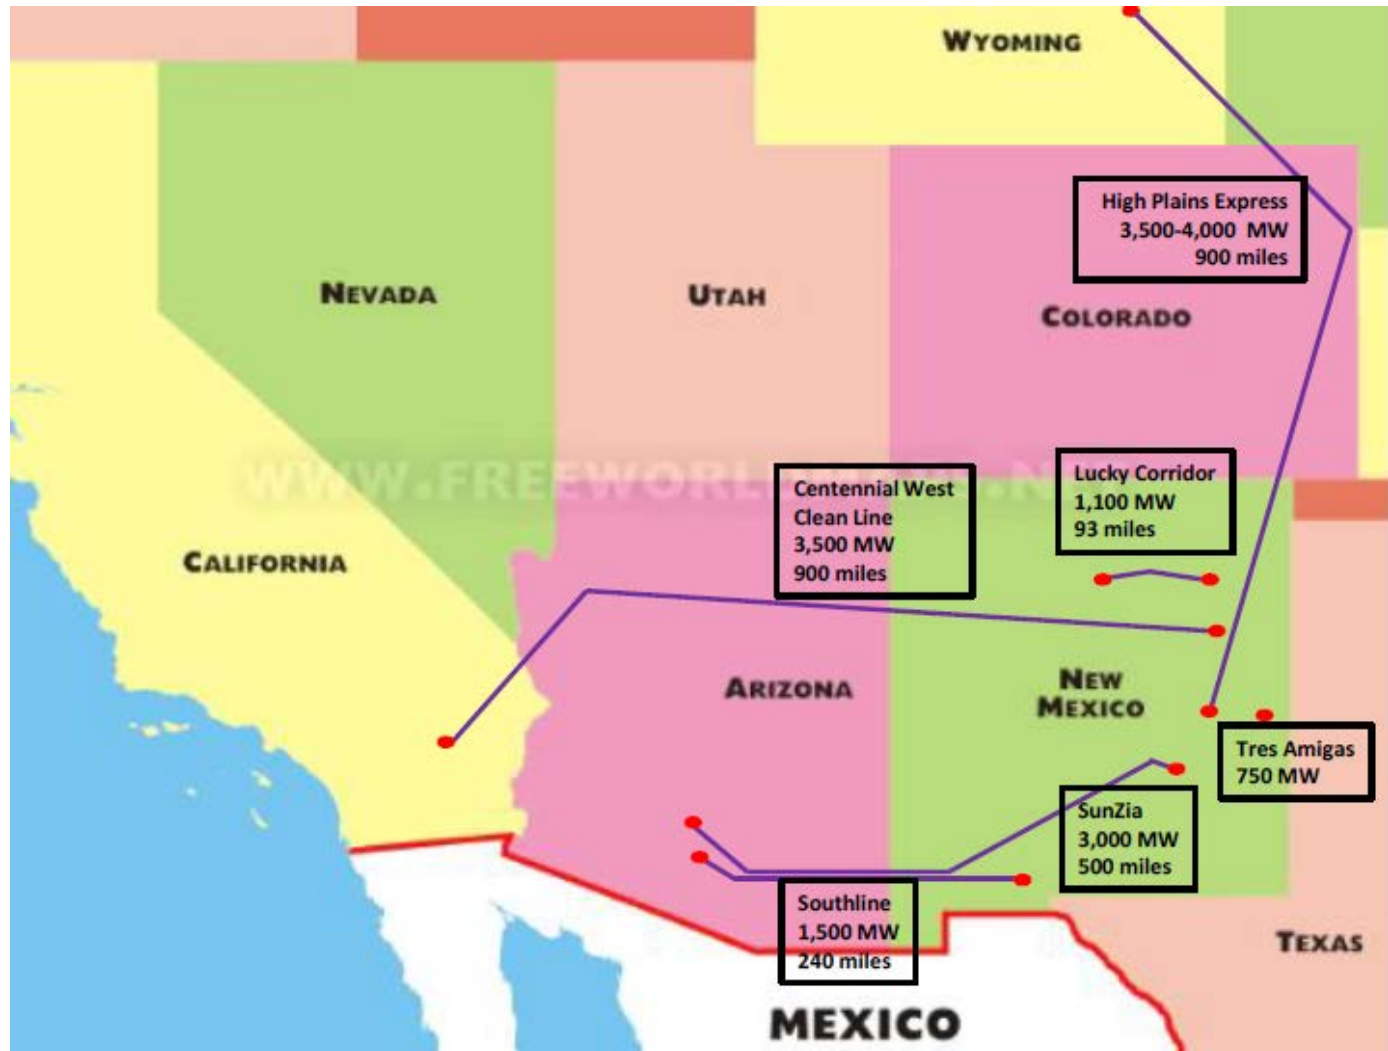 WYOMING
High Plains Express
3,500-4,000 MW
900 miles
NEVADA
UTAH
COLORADO
Lucky Corridor
1,100 MW
93 miles
Centennial West
Clean Line
3,500 MW
900 miles
CALIFORNIA
ARIZONA
NEW
MEXICO
Tres Amigas
750 MW
SunZia
3,000 MW
500 miles
Southline
1,500 MW
240 miles
TEXAS
MEXICO